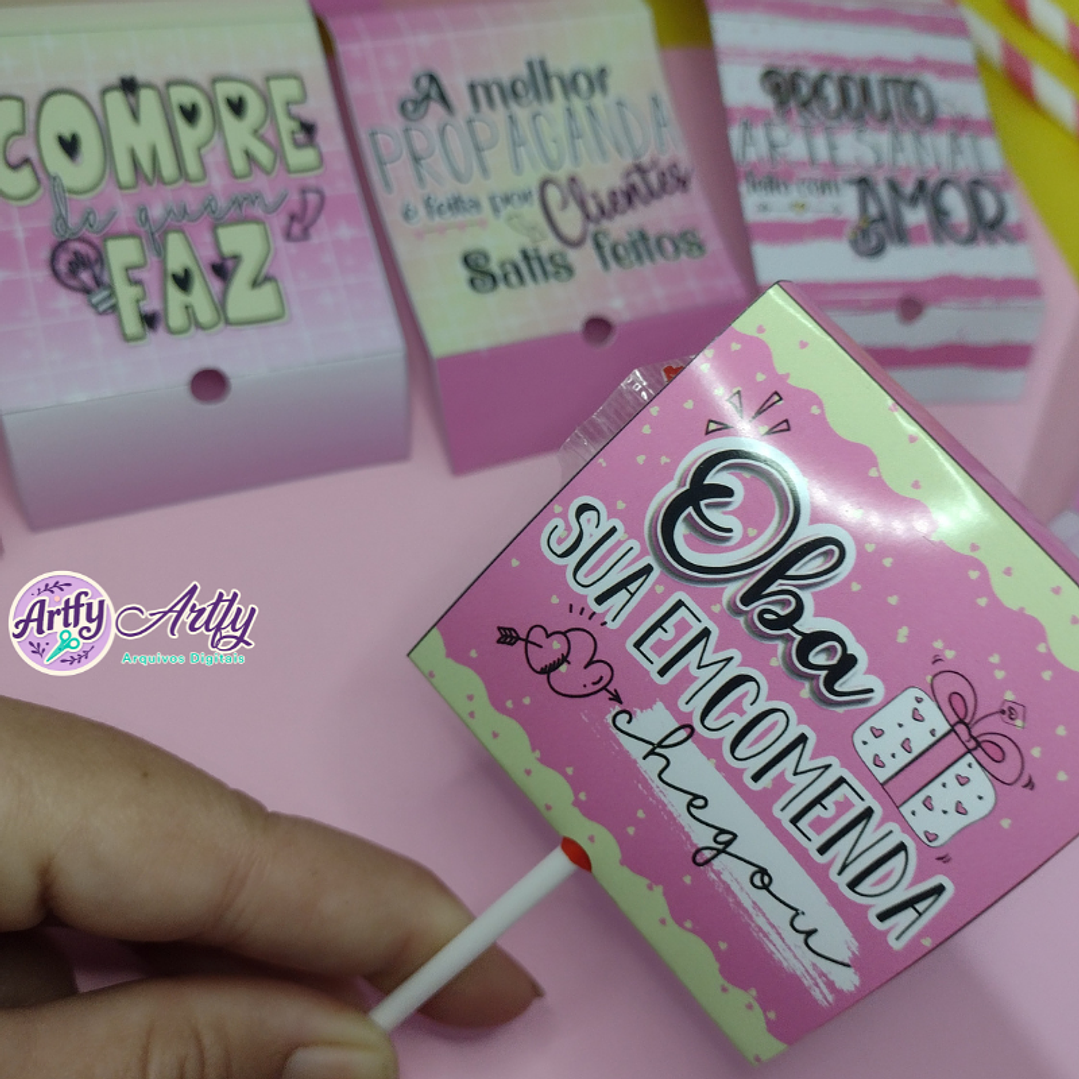 COMPRE
de quem
FAZ
A melhor
PROPAGANDA
é feita por Clientes
Satis feitos
PRODUTO
ARTESANAL
feito com
AMOR
Oba
SUA EMCOMENDA
chegou
Artfy
Artfy
Arquivos Digitais